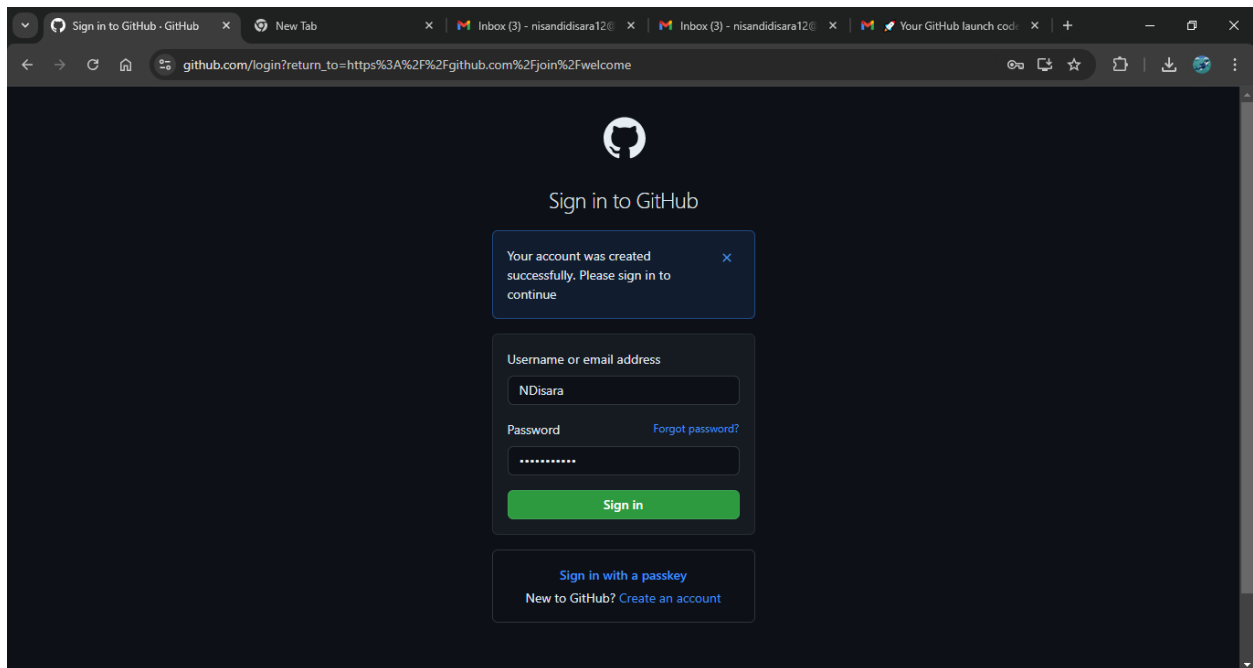 Sign in to GitHub · GitHub
New Tab
Inbox (3) - nisandidisara12@
Inbox (3) - nisandidisara12@
Your GitHub launch code
github.com/login?return_to=https%3A%2F%2Fgithub.com%2Fjoin%2Fwelcome
Sign in to GitHub
Your account was created
successfully. Please sign in to
continue
Username or email address
NDisara
Password Forgot password?
Sign in
Sign in with a passkey
New to GitHub? Create an account